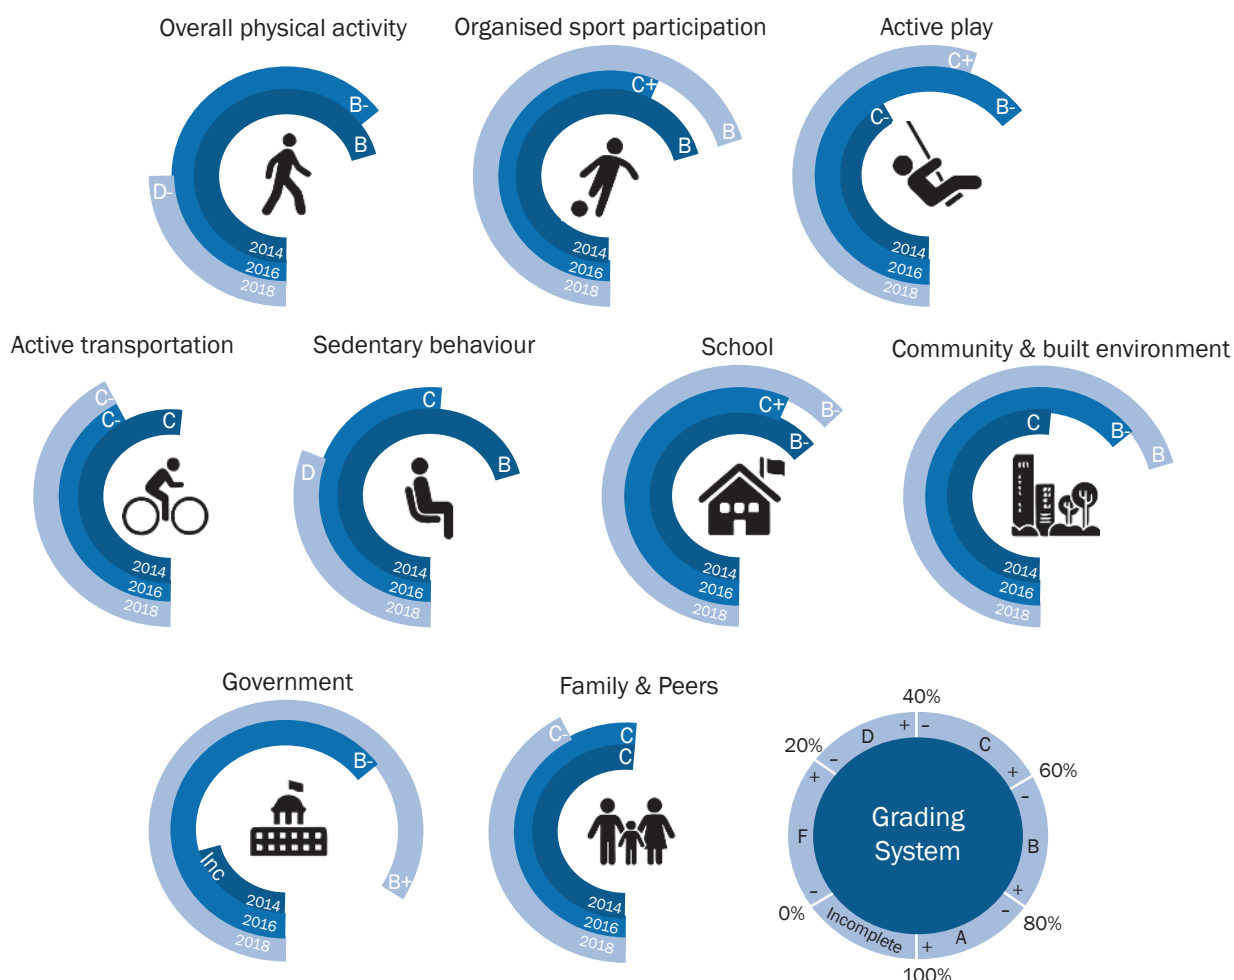 Overall physical activity
B-
B
D-
2014
2016
2018
Organised sport participation
C+
B
B
2014
2016
2018
Active play
C+
B-
C-
2014
2016
2018
Active transportation
C-
C-
C
2014
2016
2018
Sedentary behaviour
C
B
D
2014
2016
2018
School
C+
B-
B-
2014
2016
2018
Community & built environment
C
B-
B
2014
2016
2018
Government
B-
Inc
B+
2014
2016
2018
Family & Peers
C-
C
C
2014
2016
2018
40%
20%
60%
0%
80%
100%
+ -
D
C
-
+
+
-
F
B
-
+
-
Incomplete
+
A
Grading
System